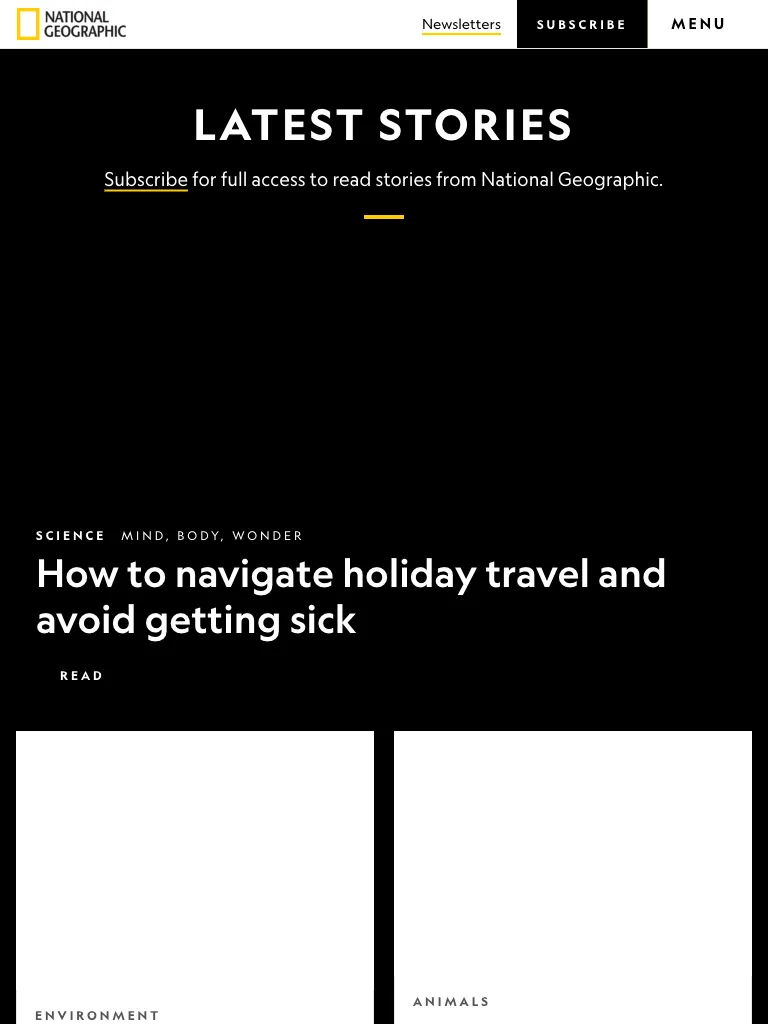 NATIONAL
GEOGRAPHIC
Newsletters
SUBSCRIBE
MENU
LATEST STORIES
Subscribe for full access to read stories from National Geographic.
SCIENCE MIND, BODY, WONDER
How to navigate holiday travel and
avoid getting sick
READ
ENVIRONMENT
ANIMALS